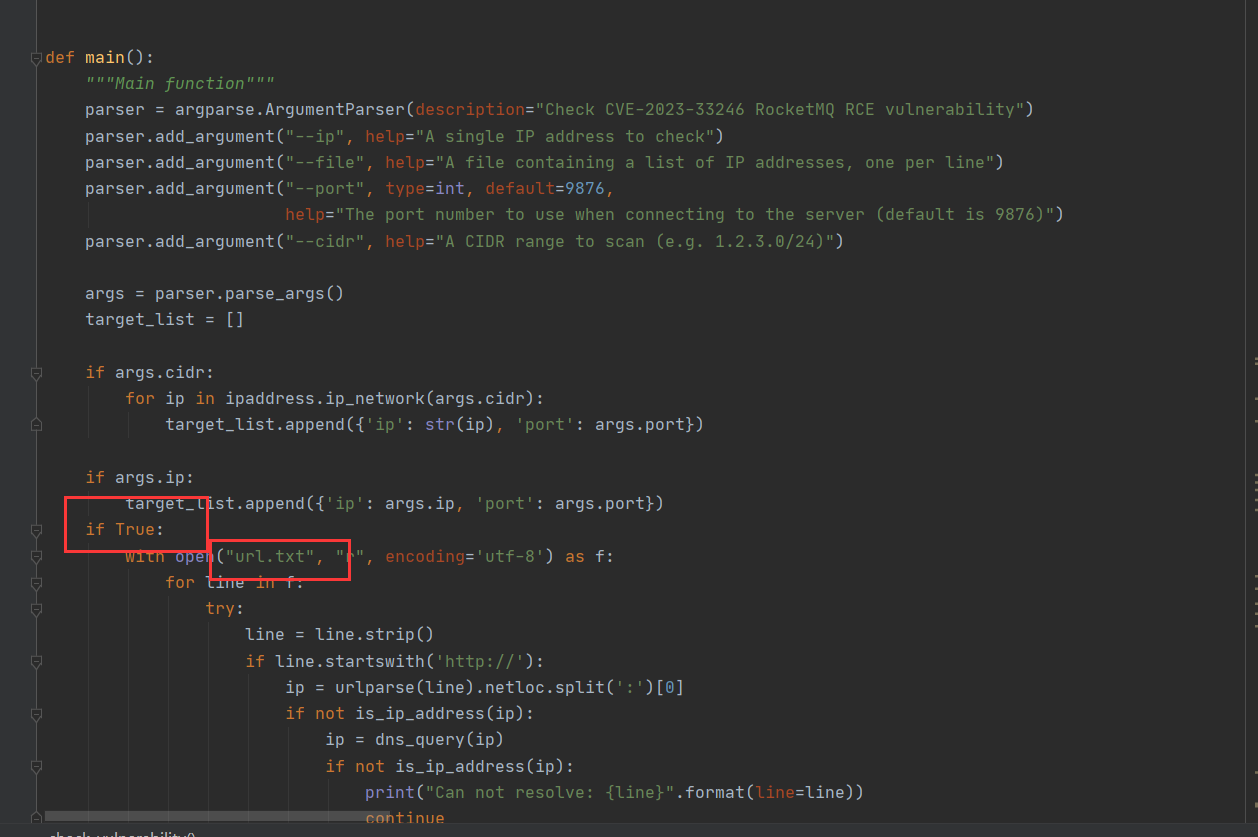 def main():
    """Main function"""
    parser = argparse.ArgumentParser(description="Check CVE-2023-33246 RocketMQ RCE vulnerability")
    parser.add_argument("--ip", help="A single IP address to check")
    parser.add_argument("--file", help="A file containing a list of IP addresses, one per line")
    parser.add_argument("--port", type=int, default=9876,
                        help="The port number to use when connecting to the server (default is 9876)")
    parser.add_argument("--cidr", help="A CIDR range to scan (e.g. 1.2.3.0/24)")

    args = parser.parse_args()
    target_list = []

    if args.cidr:
        for ip in ipaddress.ip_network(args.cidr):
            target_list.append({'ip': str(ip), 'port': args.port})

    if args.ip:
        target_list.append({'ip': args.ip, 'port': args.port})
    if True:
        with open("url.txt", "r", encoding='utf-8') as f:
            for line in f:
                try:
                    line = line.strip()
                    if line.startswith('http://'):
                        ip = urlparse(line).netloc.split(':')[0]
                        if not is_ip_address(ip):
                            ip = dns_query(ip)
                            if not is_ip_address(ip):
                                print("Can not resolve: {line}".format(line=line))
                                continue
check_vulnerability()